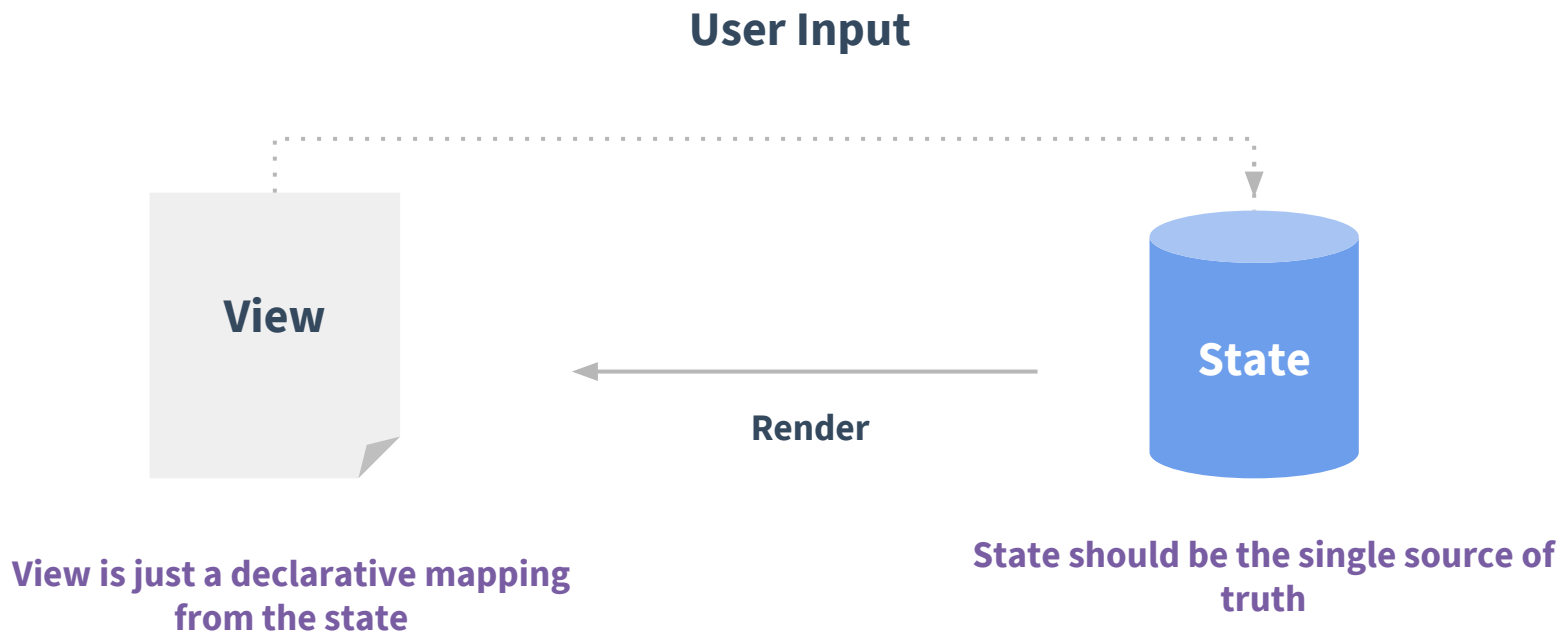 User Input
View
State
Render
View is just a declarative mapping
from the state
State should be the single source of
truth